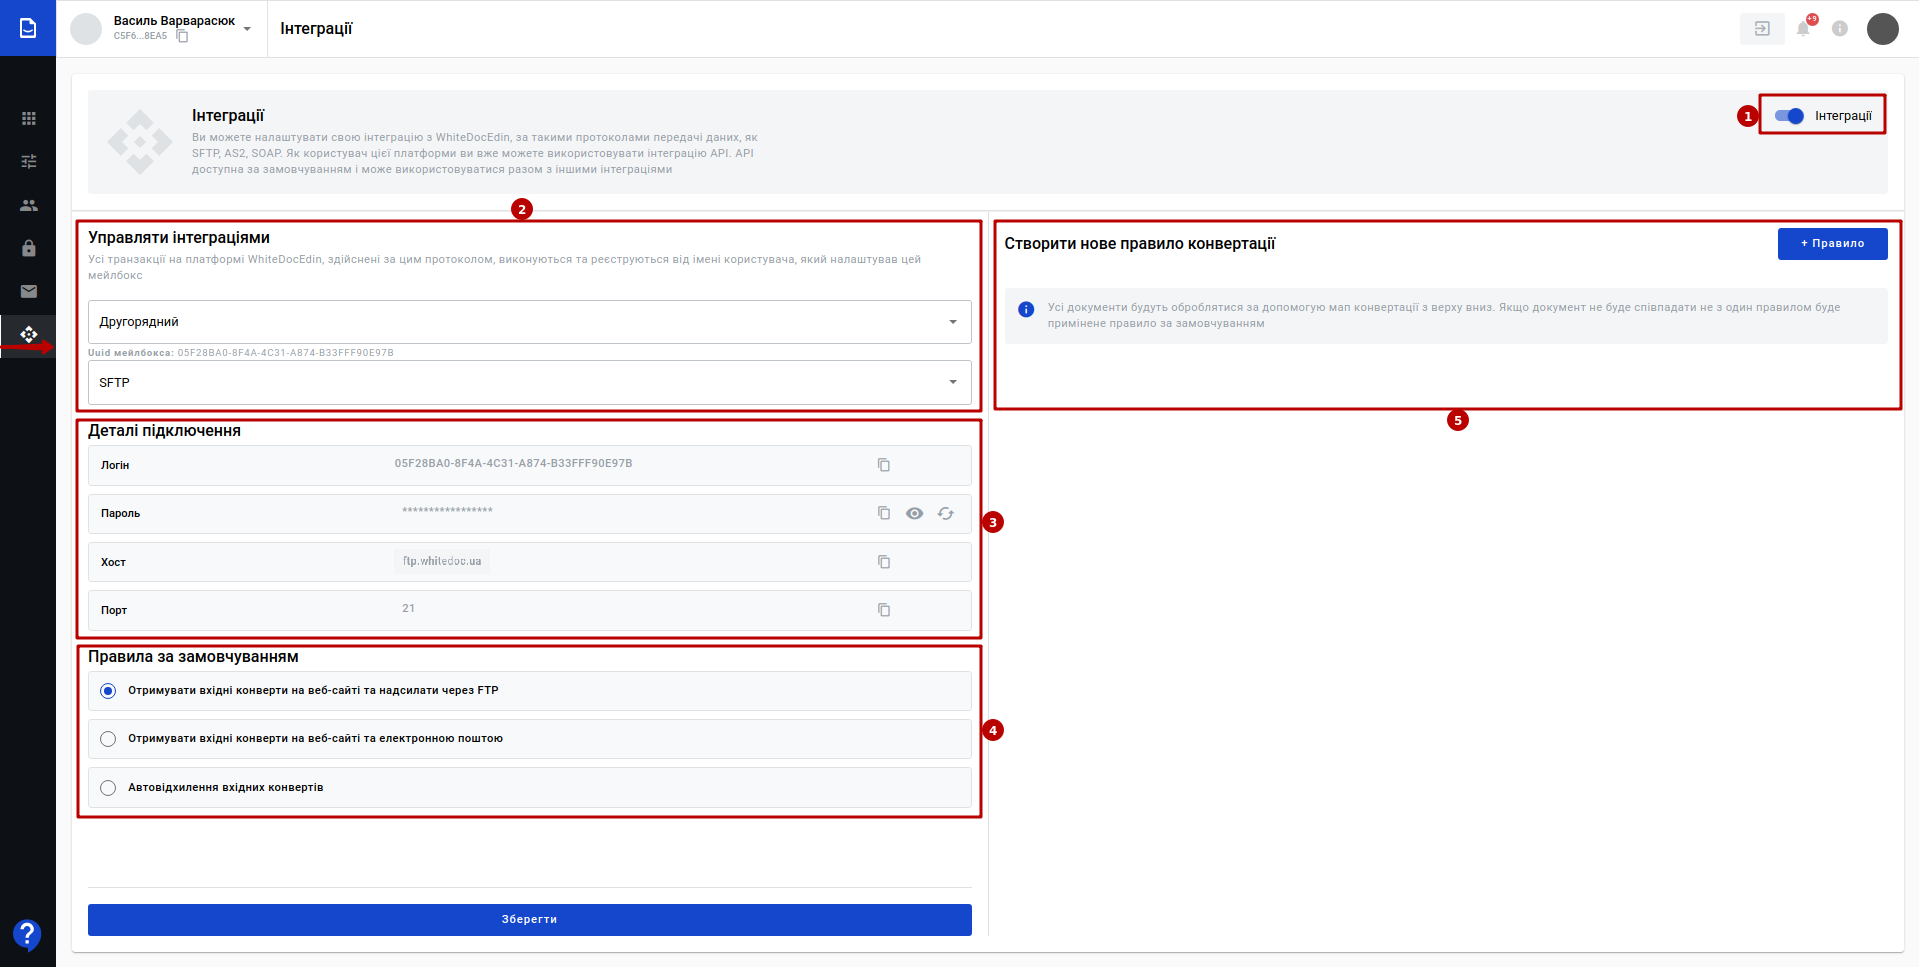 Василь Варварасюк
C5F6...8EA5
Інтеграції
+9
Інтеграції
Ви можете налаштувати свою інтеграцію з WhiteDocEdin, за такими протоколами передачі даних, як
SFTP, AS2, SOAP. Як користувач цієї платформи ви вже можете використовувати інтеграцію API. API
доступна за замовчуванням і може використовуватися разом з іншими інтеграціями
1
Інтеграції
2
Управляти інтеграціями
Усі транзакції на платформі WhiteDocEdin, здійснені за цим протоколом, виконуються та реєструються від імені користувача, який налаштував цей
мейлбокс
Другорядний
Uuid мейлбокса: 05F28BA0-8F4A-4C31-A874-B33FFF90E97B
SFTP
Деталі підключення
Логін 05F28BA0-8F4A-4C31-A874-B33FFF90E97B
Пароль *****************
3
Хост ftp.whitedoc.ua
Порт 21
Правила за замовчуванням
Отримувати вхідні конверти на веб-сайті та надсилати через FTP
Отримувати вхідні конверти на веб-сайті та електронною поштою
4
Автовідхилення вхідних конвертів
Зберегти
Створити нове правило конвертації
+ Правило
Усі документи будуть оброблятися за допомогою мап конвертації з верху вниз. Якщо документ не буде співпадати не з один правилом буде
примінене правило за замовчуванням
5
?